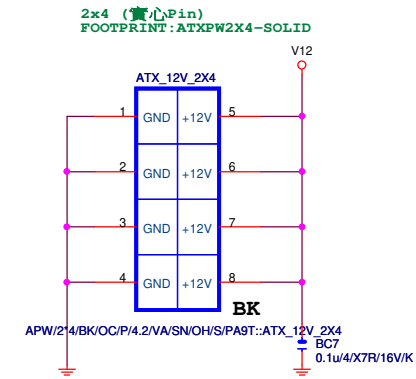 2x4 (實心Pin)
FOOTPRINT:ATXPW2X4-SOLID
V12
ATX_12V_2X4
1 GND +12V 5
2 GND +12V 6
3 GND +12V 7
4 GND +12V 8
BK
APW/2*4/BK/OC/P/4.2/VA/SN/OH/S/PA9T::ATX_12V_2X4
BC7
0.1u/4/X7R/16V/K